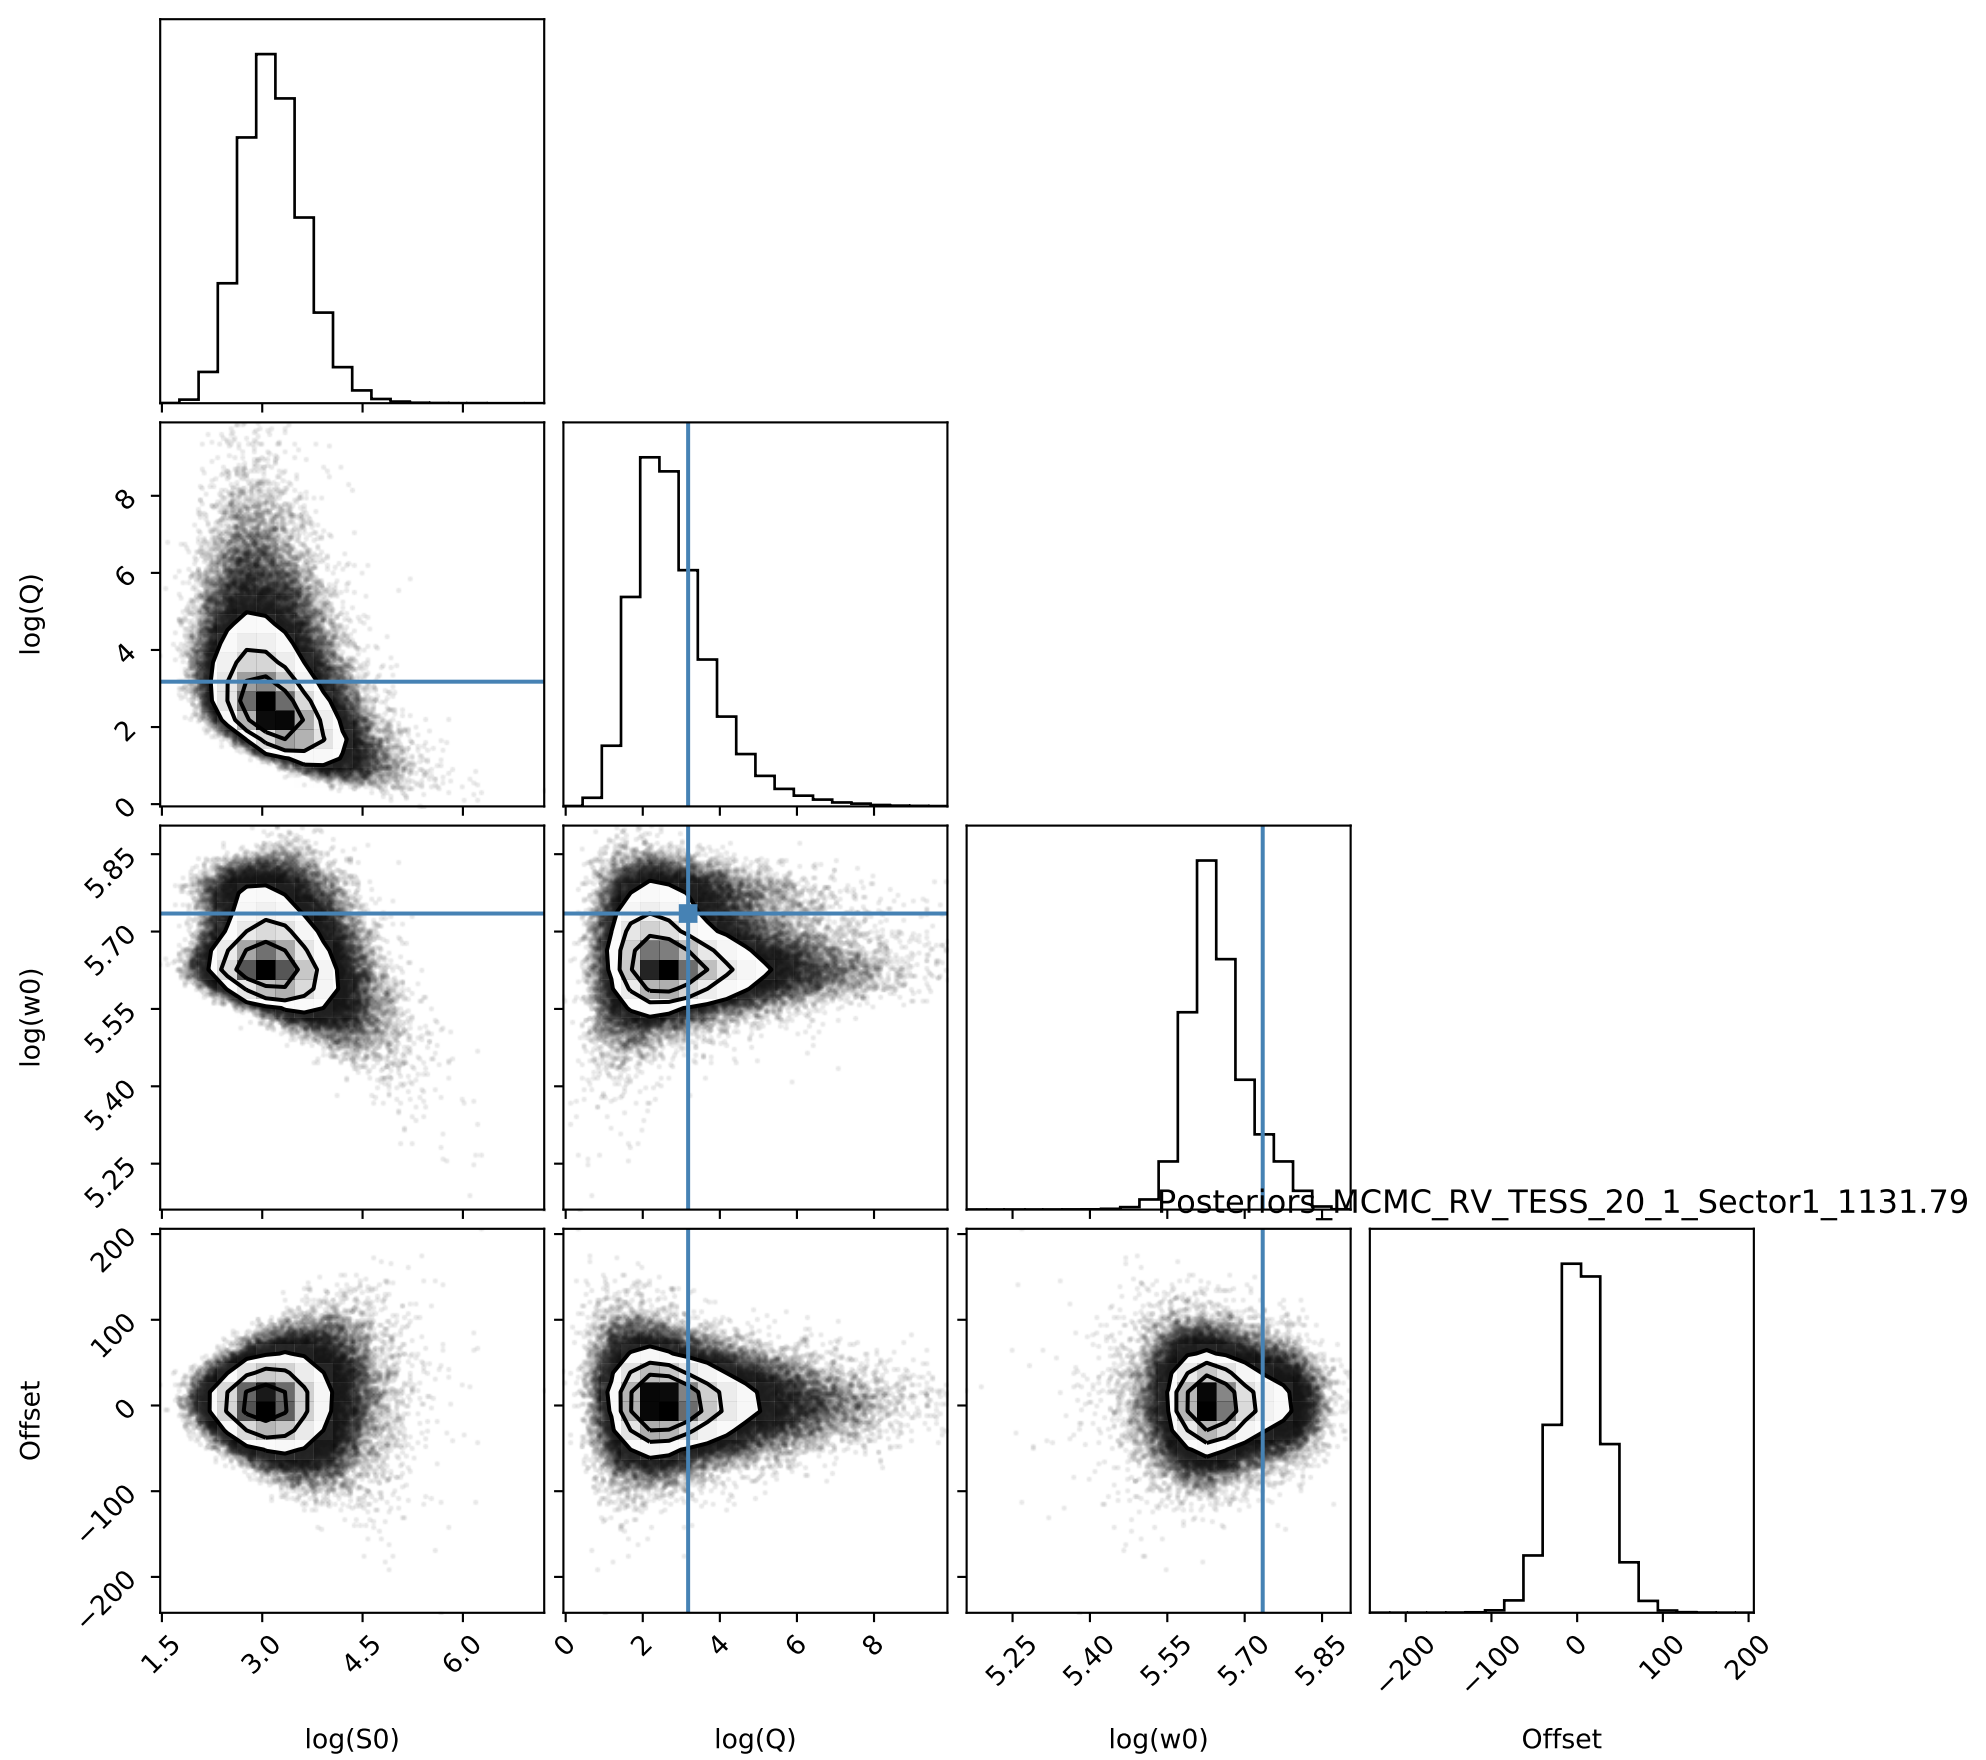 log(Q)
8
6
4
2
0
log(w0)
5.85
5.70
5.55
5.40
5.25
Posteriors_MCMC_RV_TESS_20_1_Sector1_1131.79
Offset
200
100
0
−100
−200
1.5 3.0 4.5 6.0
0 2 4 6 8
5.25 5.40 5.55 5.70 5.85
−200 −100 0 100 200
log(S0)
log(Q)
log(w0)
Offset